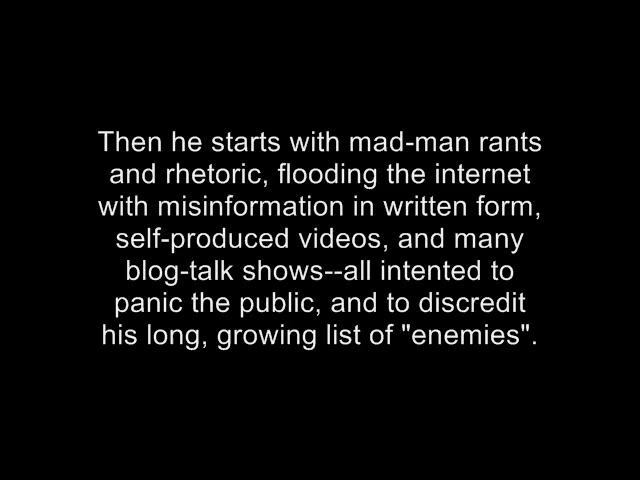 Then he starts with mad-man rants
and rhetoric, flooding the internet
with misinformation in written form,
self-produced videos, and many
blog-talk shows--all intented to
panic the public, and to discredit
his long, growing list of "enemies".